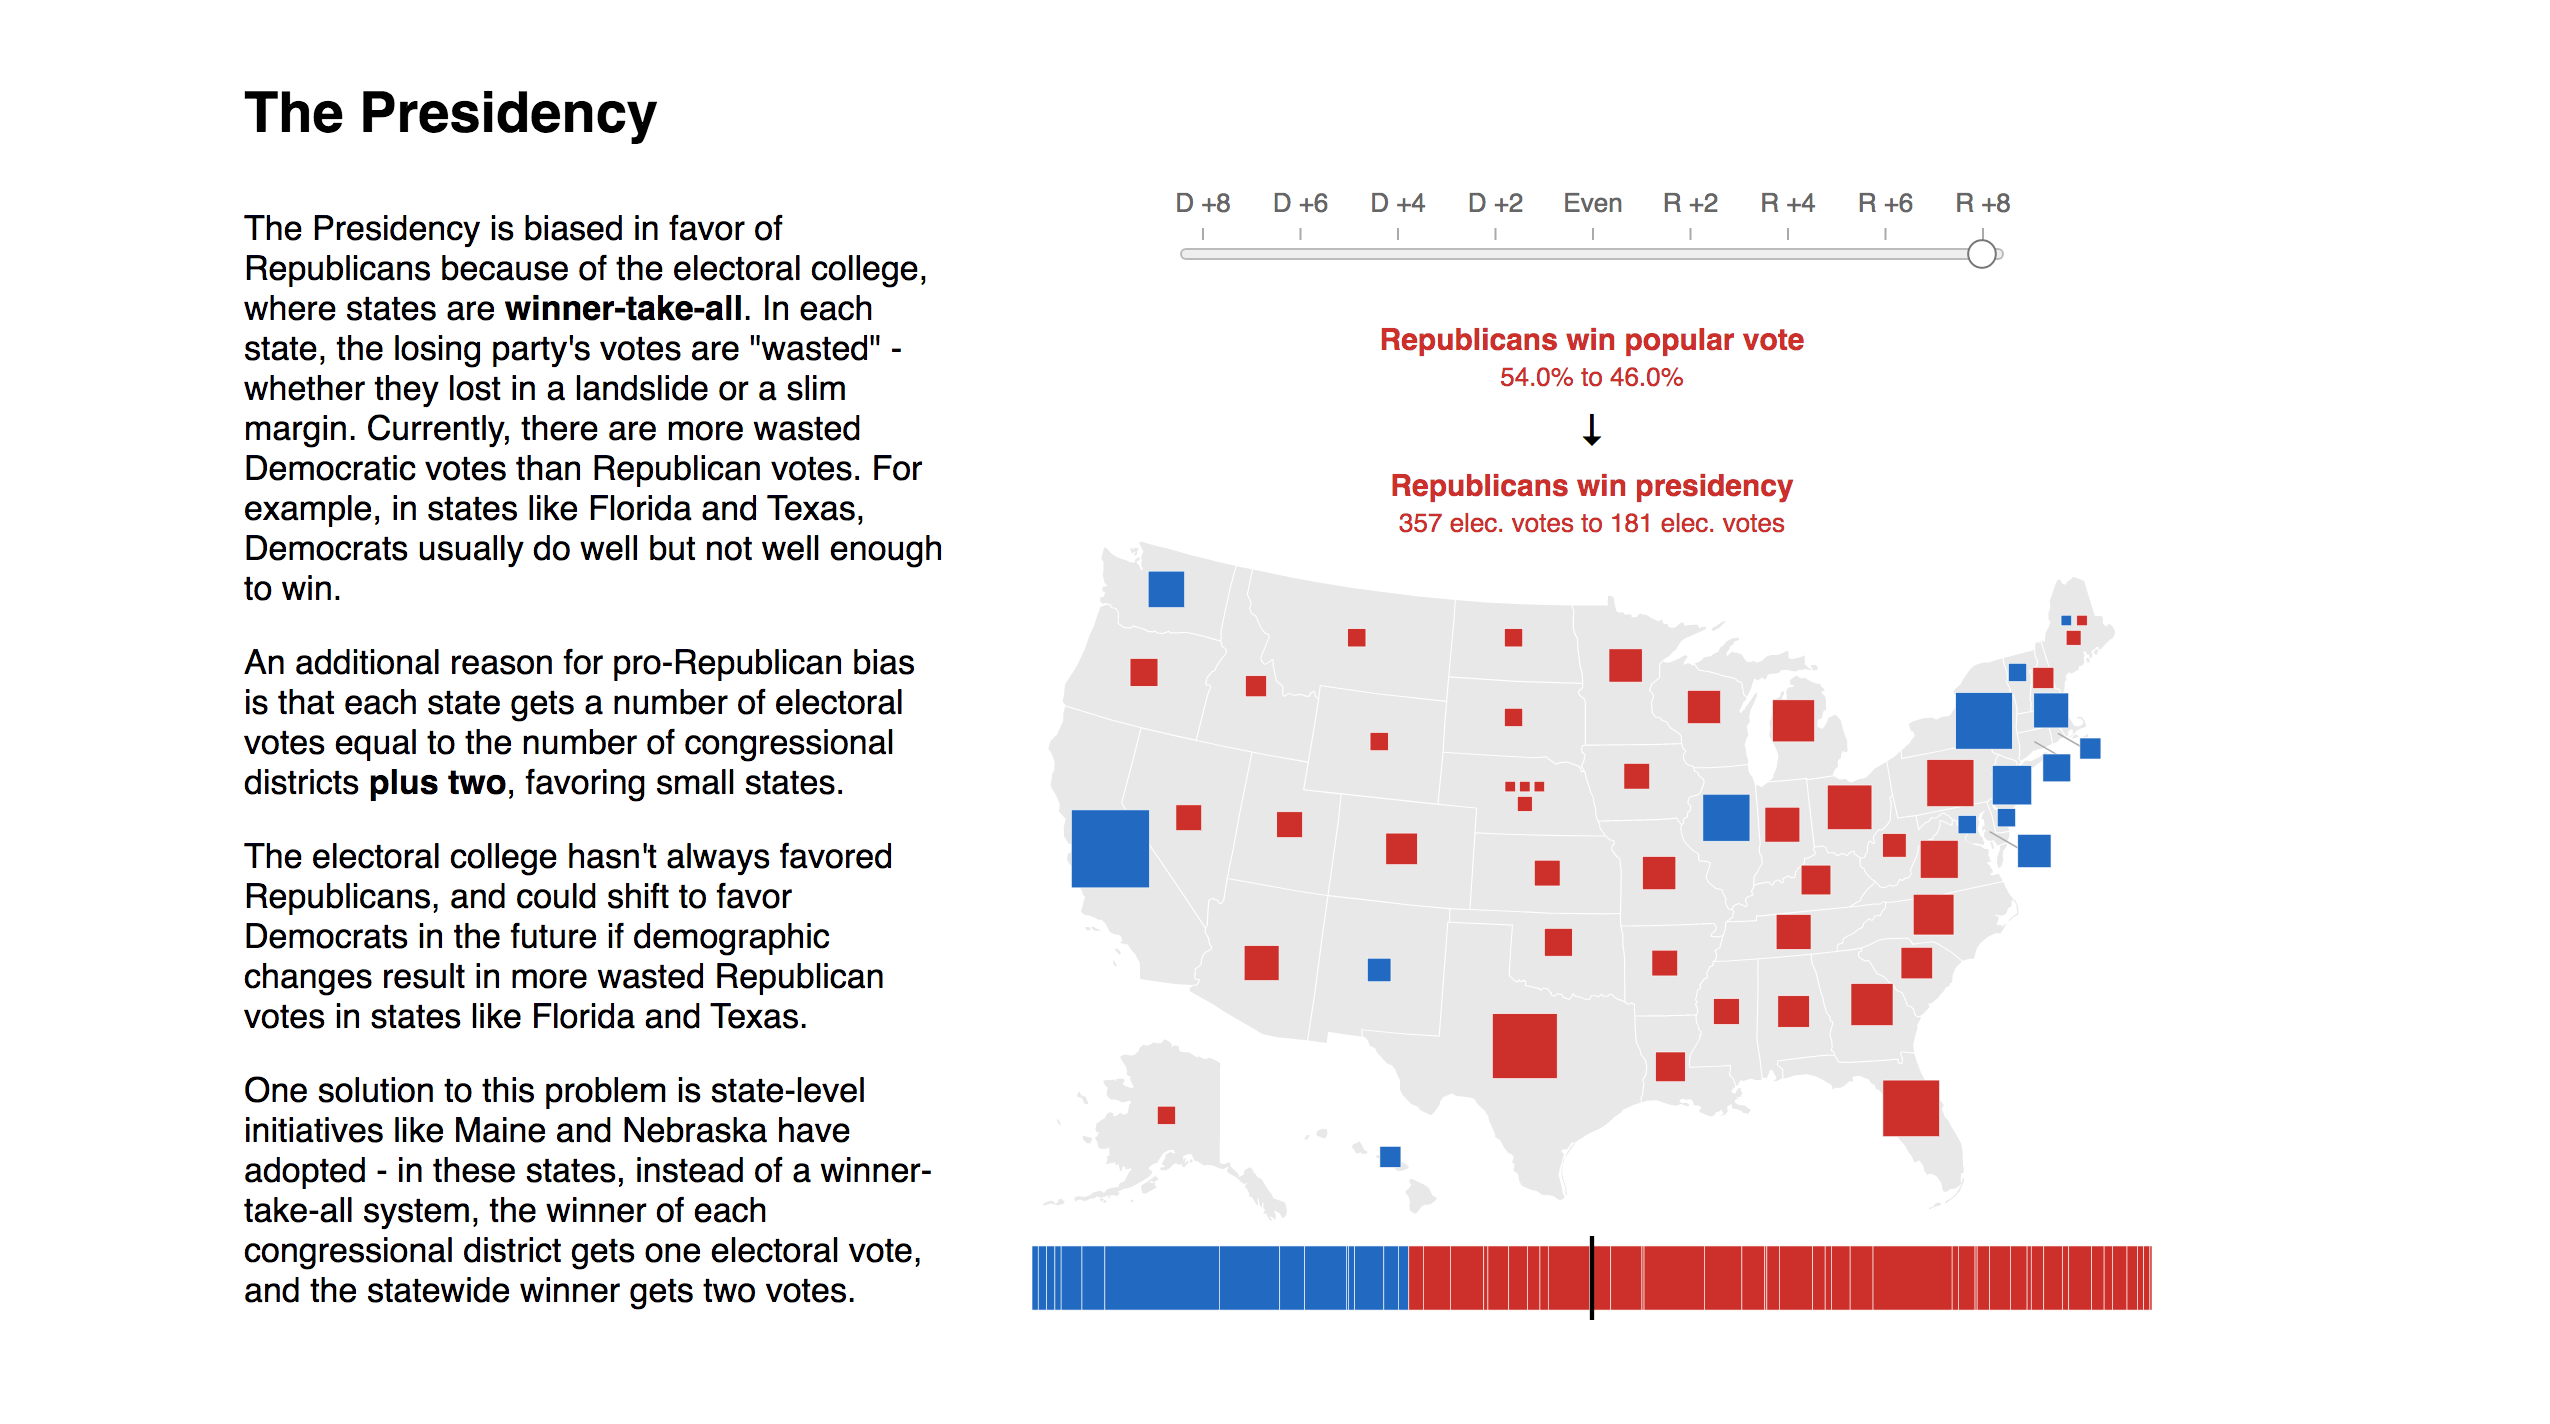 The Presidency
The Presidency is biased in favor of
Republicans because of the electoral college,
where states are winner-take-all. In each
state, the losing party's votes are "wasted" -
whether they lost in a landslide or a slim
margin. Currently, there are more wasted
Democratic votes than Republican votes. For
example, in states like Florida and Texas,
Democrats usually do well but not well enough
to win.
An additional reason for pro-Republican bias
is that each state gets a number of electoral
votes equal to the number of congressional
districts plus two, favoring small states.
The electoral college hasn't always favored
Republicans, and could shift to favor
Democrats in the future if demographic
changes result in more wasted Republican
votes in states like Florida and Texas.
One solution to this problem is state-level
initiatives like Maine and Nebraska have
adopted - in these states, instead of a winner-
take-all system, the winner of each
congressional district gets one electoral vote,
and the statewide winner gets two votes.
D +8 D +6 D +4 D +2 Even R +2 R +4 R +6 R +8
Republicans win popular vote
54.0% to 46.0%
↓
Republicans win presidency
357 elec. votes to 181 elec. votes